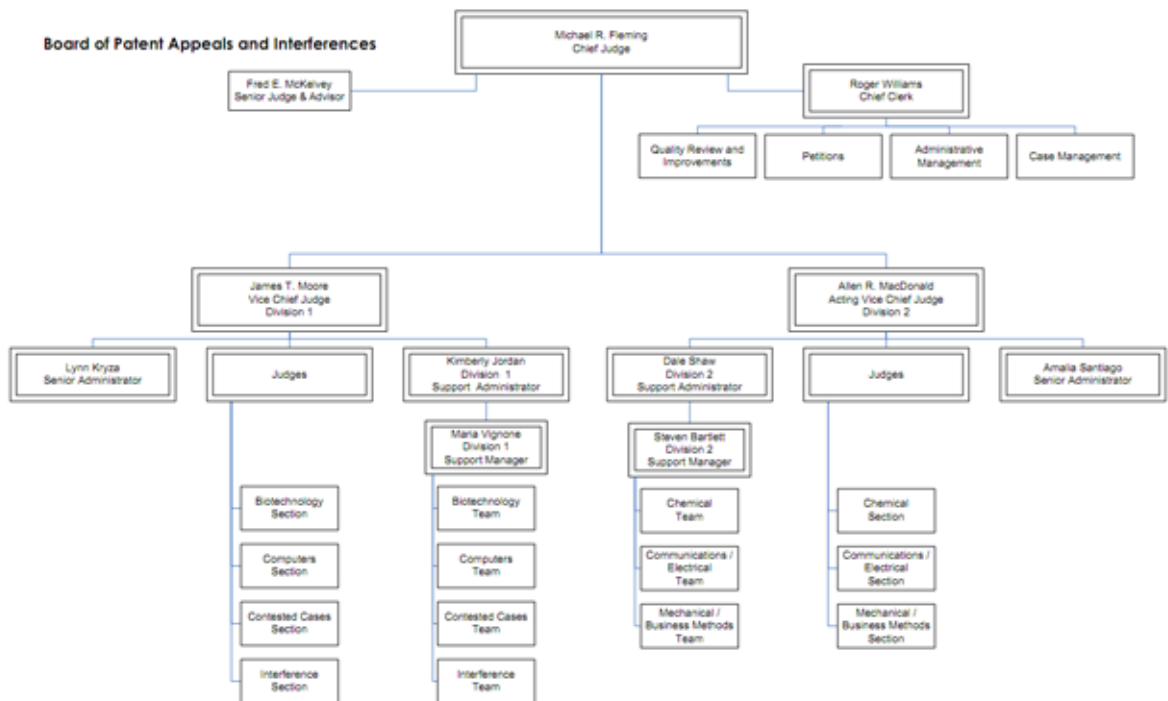 Board of Patent Appeals and Interferences
Michael R. Fleming
Chief Judge
Fred E. McKelvey
Senior Judge & Advisor
Roger Williams
Chief Clerk
Quality Review and
Improvements
Petitions
Administrative
Management
Case Management
James T. Moore
Vice Chief Judge
Division 1
Allen R. MacDonald
Acting Vice Chief Judge
Division 2
Lynn Kryza
Senior Administrator
Judges
Kimberly Jordan
Division 1
Support Administrator
Dale Shaw
Division 2
Support Administrator
Judges
Amalia Santiago
Senior Administrator
Maria Vignone
Division 1
Support Manager
Steven Bartlett
Division 2
Support Manager
Biotechnology
Section
Biotechnology
Team
Chemical
Team
Chemical
Section
Computers
Section
Computers
Team
Communications /
Electrical
Team
Communications /
Electrical
Section
Contested Cases
Section
Contested Cases
Team
Mechanical /
Business Methods
Team
Mechanical /
Business Methods
Section
Interference
Section
Interference
Team